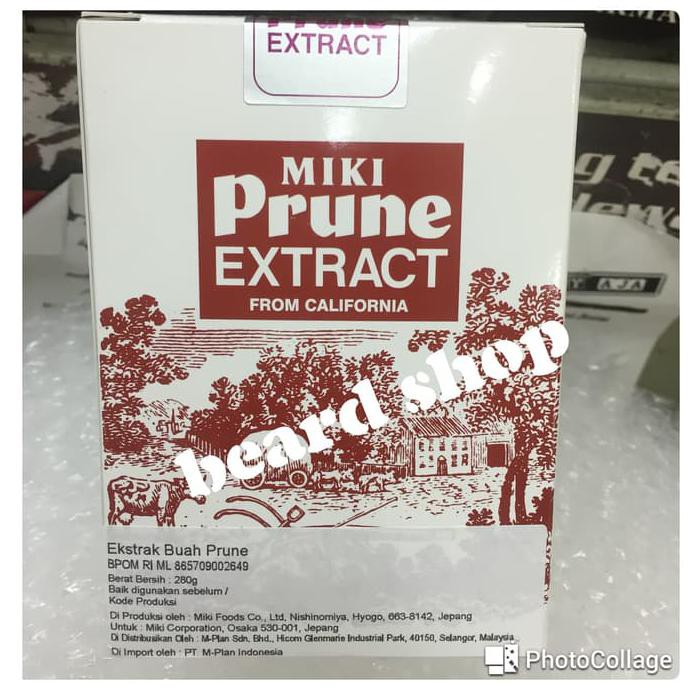 EXTRACT
MIKI
Prune
EXTRACT
FROM CALIFORNIA
AJA
beard shop
Ekstrak Buah Prune
BPOM RI ML 865709002649
Berat Bersih : 280g
Baik digunakan sebelum /
Kode Produksi
Di Produksi oleh : Miki Foods Co., Ltd, Nishinomiya, Hyogo, 663-8142, Jepang
Untuk : Miki Corporation, Osaka 530-001, Jepang
Di Distribusikan Oleh : M-Plan Sdn. Bhd., Hicom Glenmarie Industrial Park, 40150, Selangor, Malaysia
Di Import oleh : PT M-Plan Indonesia
PhotoCollage